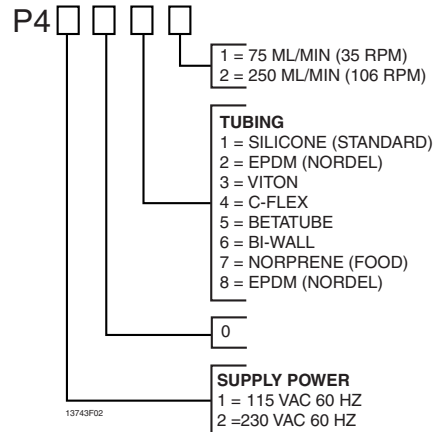 P4
1 = 75 ML/MIN (35 RPM)
2 = 250 ML/MIN (106 RPM)
TUBING
1 = SILICONE (STANDARD)
2 = EPDM (NORDEL)
3 = VITON
4 = C-FLEX
5 = BETATUBE
6 = BI-WALL
7 = NORPRENE (FOOD)
8 = EPDM (NORDEL)
0
SUPPLY POWER
1 = 115 VAC 60 HZ
2 =230 VAC 60 HZ
13743F02